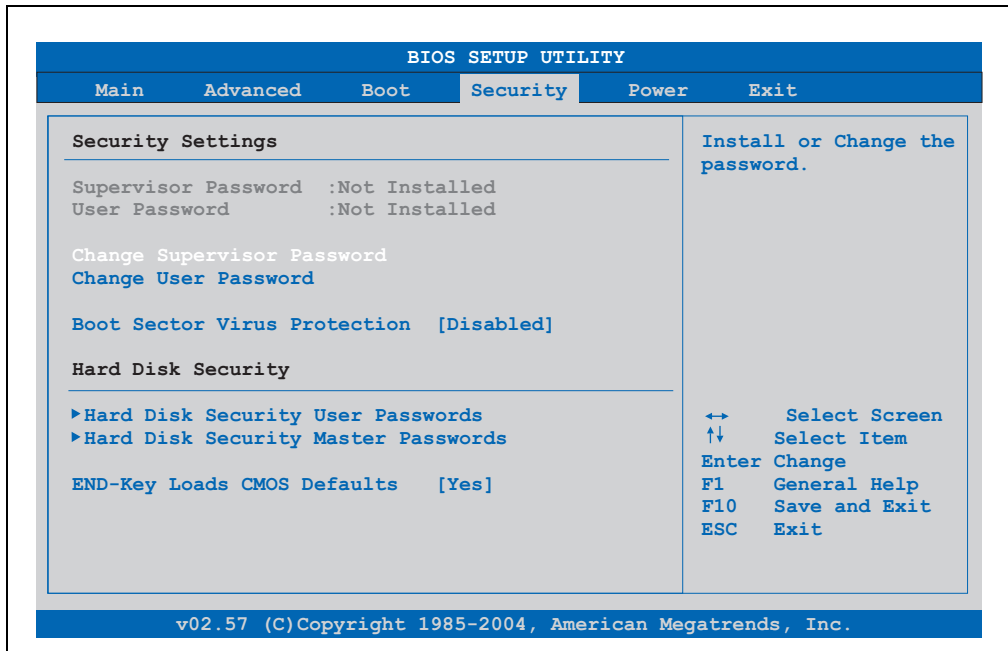 BIOS SETUP UTILITY
Main Advanced Boot Security Power Exit
Security Settings
Supervisor Password :Not Installed
User Password :Not Installed
Change Supervisor Password
Change User Password
Boot Sector Virus Protection [Disabled]
Hard Disk Security
▶Hard Disk Security User Passwords
▶Hard Disk Security Master Passwords
END-Key Loads CMOS Defaults [Yes]
Install or Change the
password.
↔ Select Screen
↑↓ Select Item
Enter Change
F1 General Help
F10 Save and Exit
ESC Exit
v02.57 (C)Copyright 1985-2004, American Megatrends, Inc.